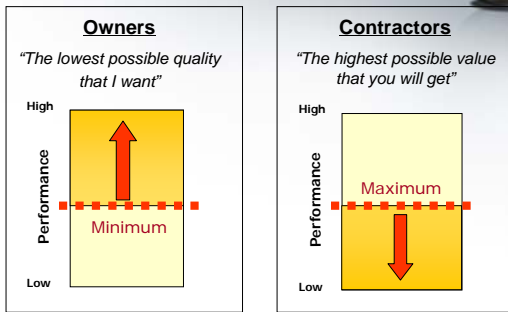 Owners
“The lowest possible quality
that I want”
High
Performance
Minimum
Low
Contractors
“The highest possible value
that you will get”
High
Performance
Maximum
Low